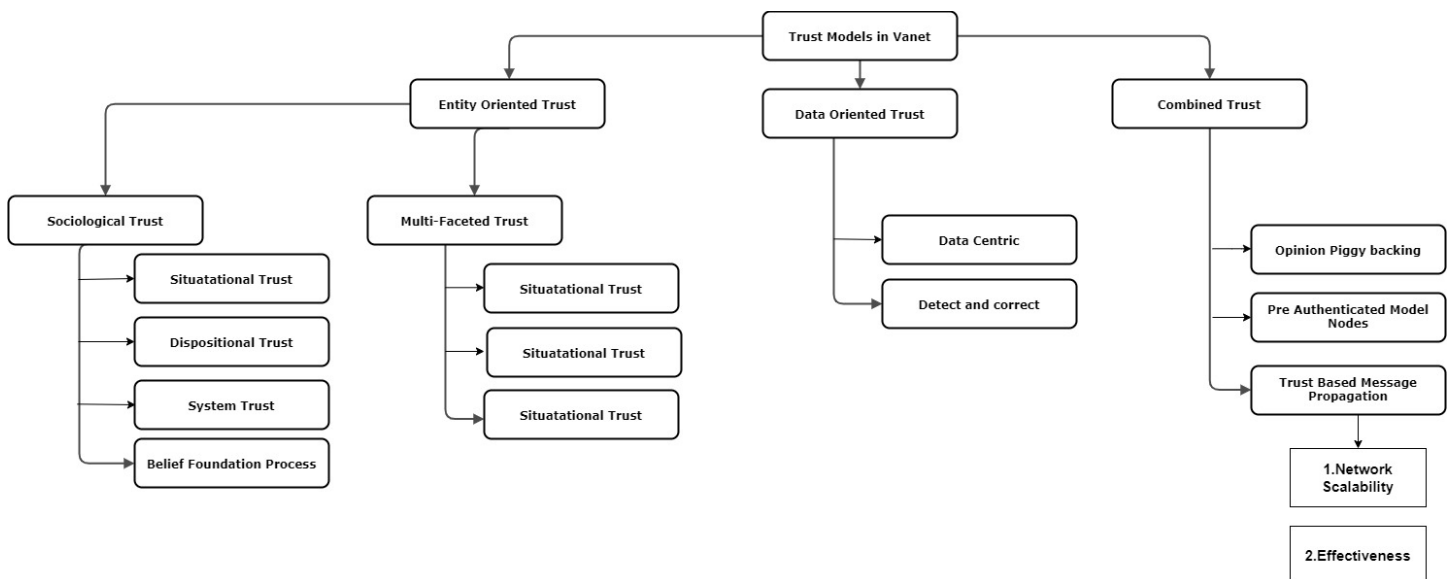 Trust Models in Vanet
Entity Oriented Trust
Data Oriented Trust
Combined Trust
Sociological Trust
Multi-Faceted Trust
Situatational Trust
Dispositional Trust
System Trust
Belief Foundation Process
Situatational Trust
Situatational Trust
Situatational Trust
Data Centric
Detect and correct
Opinion Piggy backing
Pre Authenticated Model
Nodes
Trust Based Message
Propagation
1.Network
Scalability
2.Effectiveness